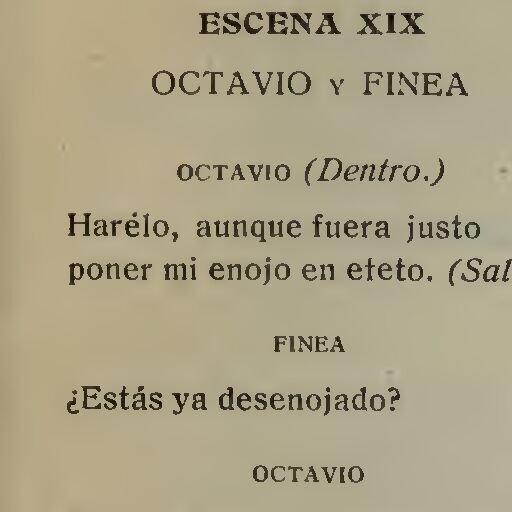 ESCENA XIX
OCTAVIO Y FINEA
OCTAVIO (Dentro.)
Harélo, aunque fuera justo
poner mi enojo en efeto. (Sal
FINEA
¿Estás ya desenojado?
OCTAVIO